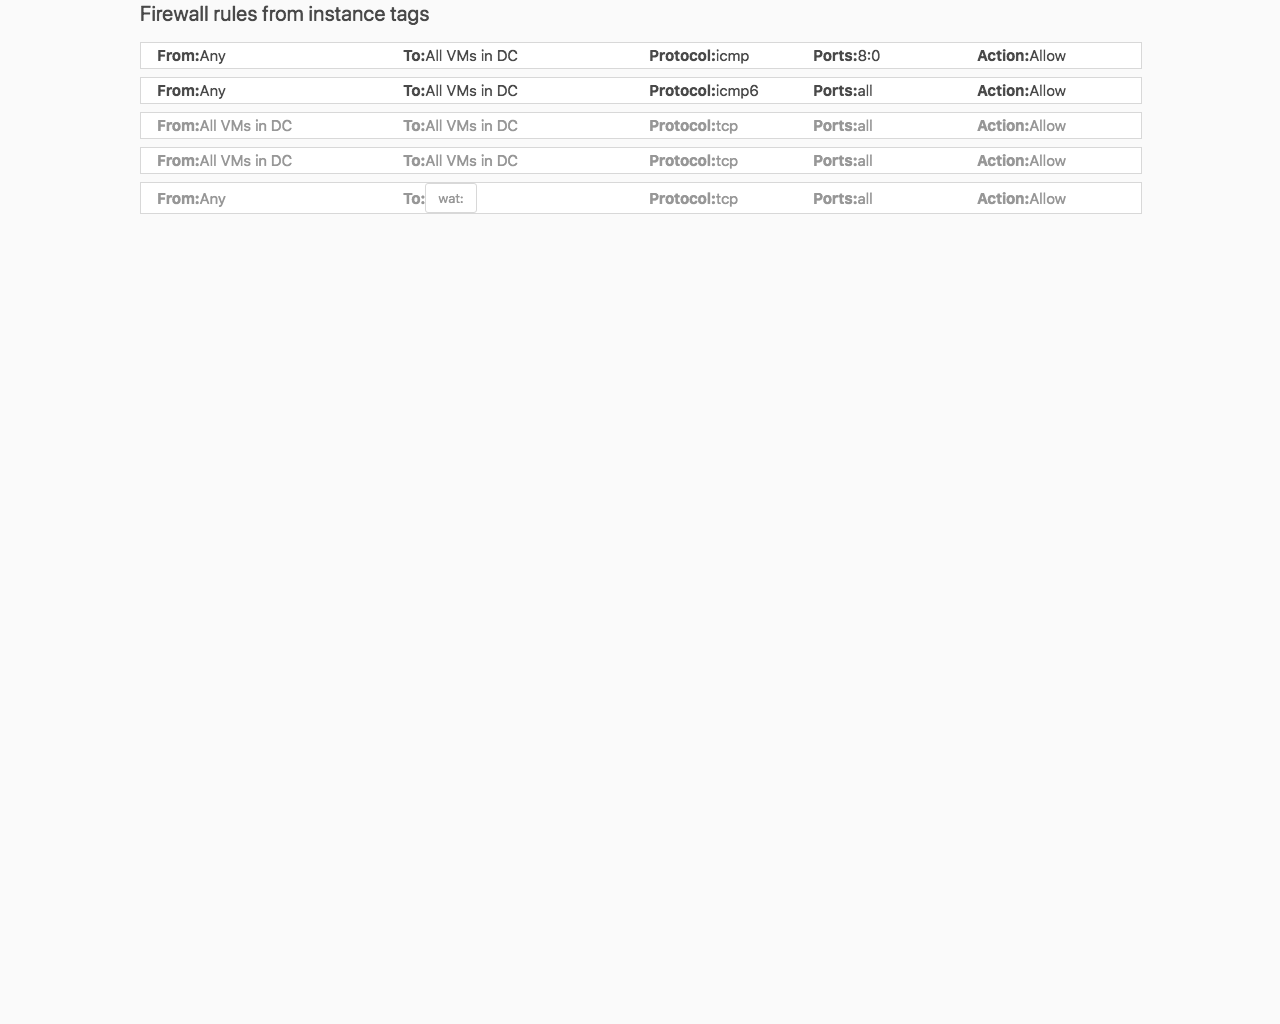 Firewall rules from instance tags
From:Any To:All VMs in DC Protocol:icmp Ports:8:0 Action:Allow
From:Any To:All VMs in DC Protocol:icmp6 Ports:all Action:Allow
From:All VMs in DC To:All VMs in DC Protocol:tcp Ports:all Action:Allow
From:All VMs in DC To:All VMs in DC Protocol:tcp Ports:all Action:Allow
From:Any To:wat: Protocol:tcp Ports:all Action:Allow